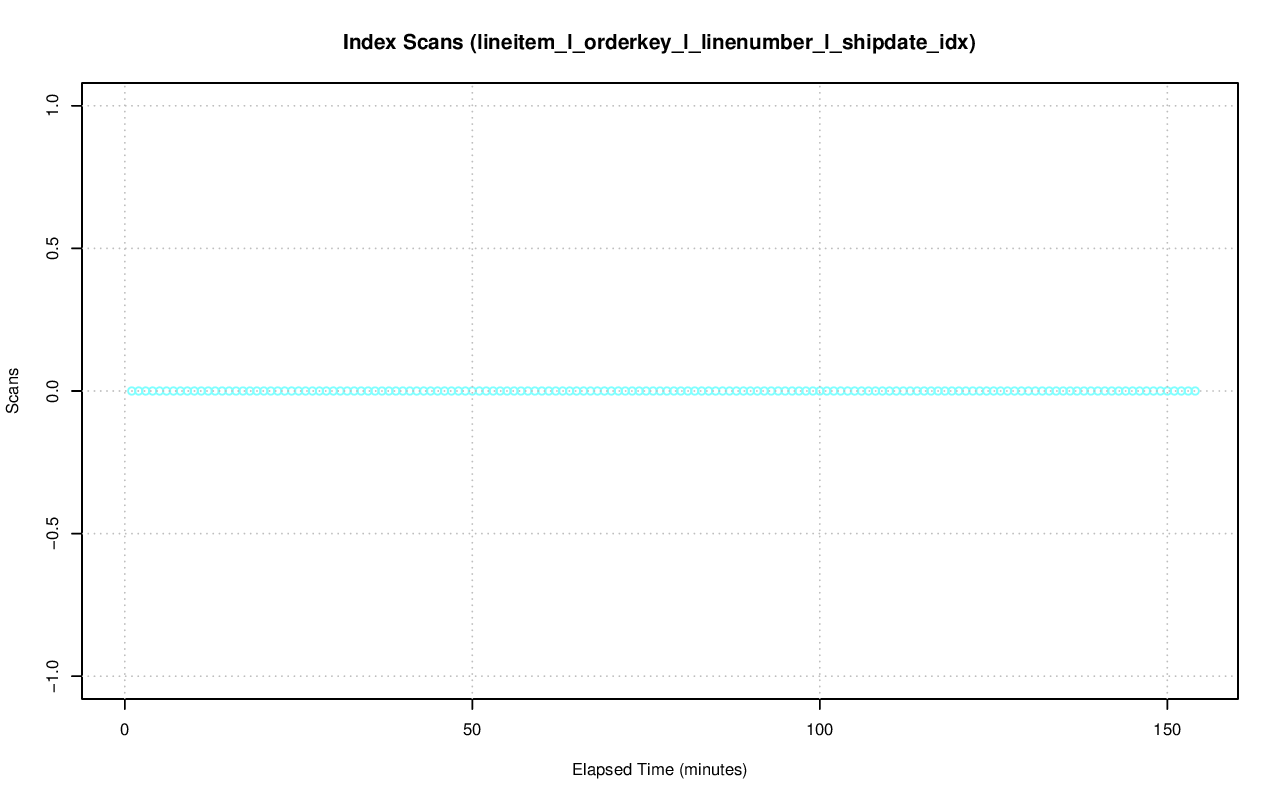 Index Scans (lineitem_l_orderkey_l_linenumber_l_shipdate_idx)
1.0
0.5
0.0
−0.5
−1.0
Scans
0 50 100 150
Elapsed Time (minutes)